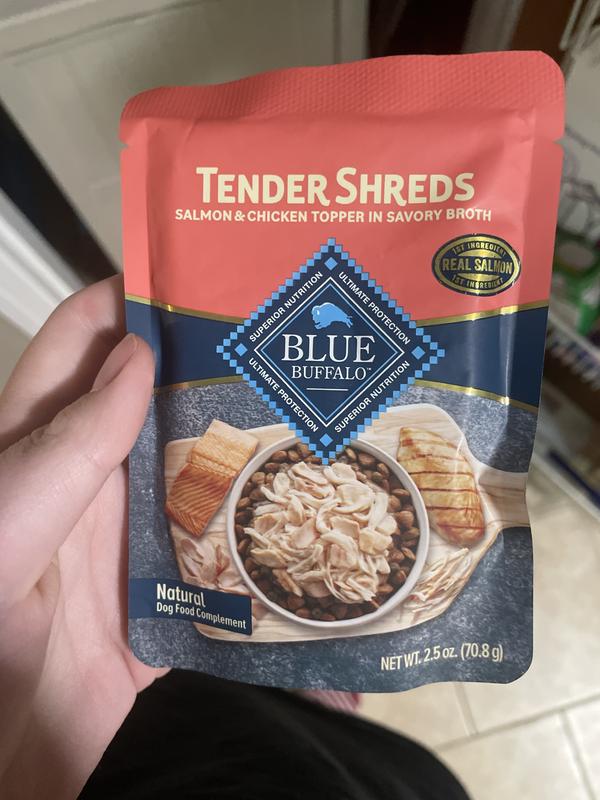 TENDER SHREDS
SALMON & CHICKEN TOPPER IN SAVORY BROTH
1ST INGREDIENT
REAL SALMON
1ST INGREDIENT
SUPERIOR NUTRITION
ULTIMATE PROTECTION
BLUE
BUFFALO™
ULTIMATE PROTECTION
SUPERIOR NUTRITION
Natural
Dog Food Complement
NET WT. 2.5 oz. (70.8 g)